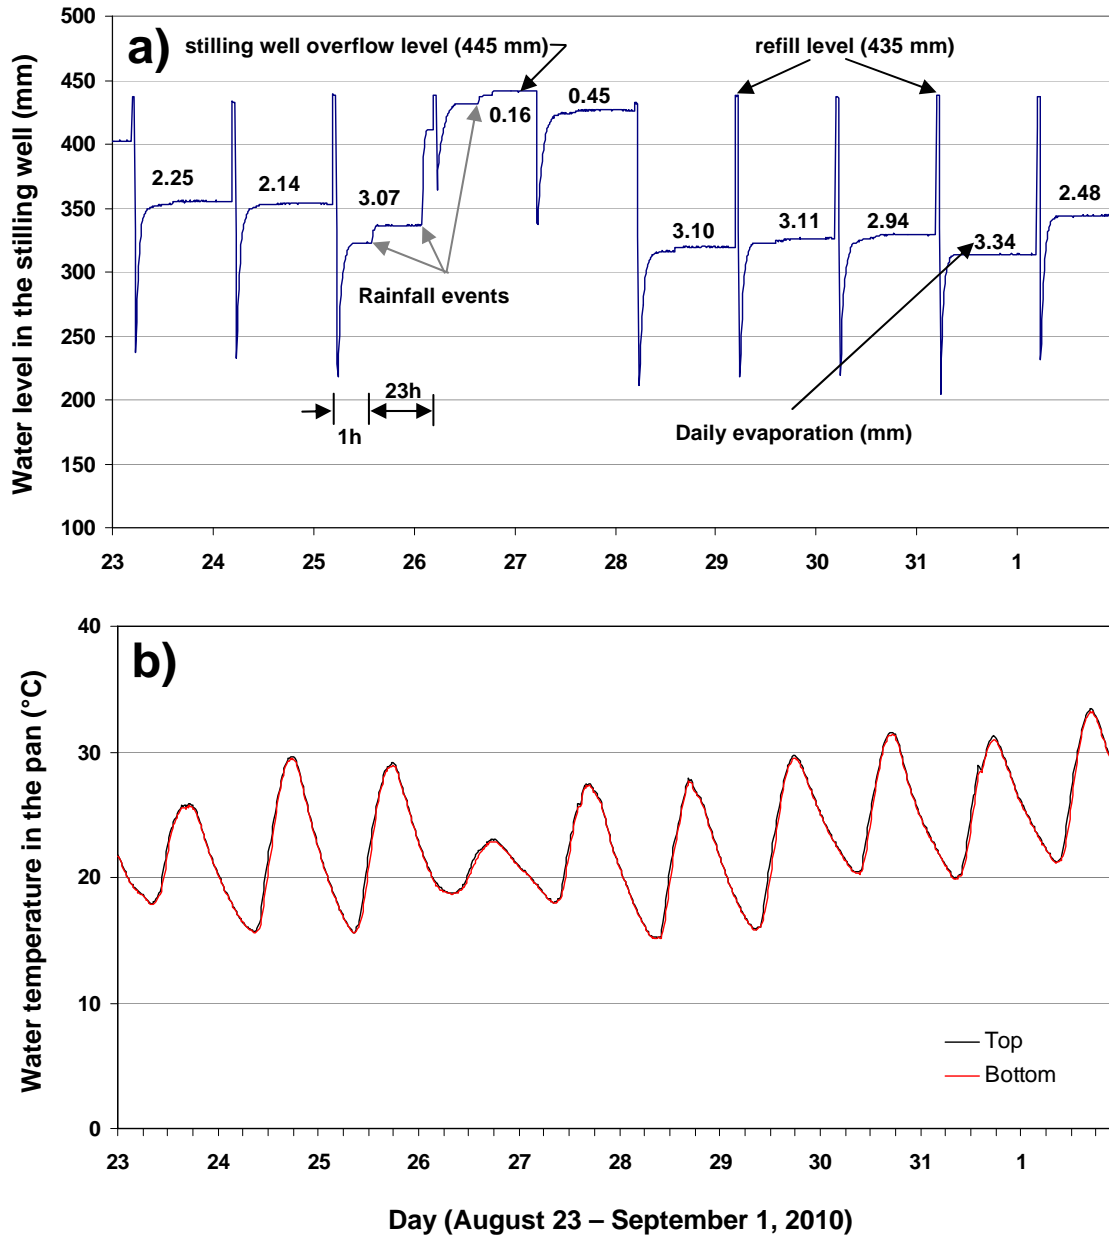 500
450
400
350
300
250
200
150
100
Water level in the stilling well (mm)
a)
stilling well overflow level (445 mm)
refill level (435 mm)
2.25
2.14
3.07
0.16
0.45
3.10
3.11
2.94
3.34
2.48
Rainfall events
23h
1h
Daily evaporation (mm)
23 24 25 26 27 28 29 30 31 1
40
30
20
10
0
Water temperature in the pan (°C)
b)
Top
Bottom
23 24 25 26 27 28 29 30 31 1
Day (August 23 – September 1, 2010)